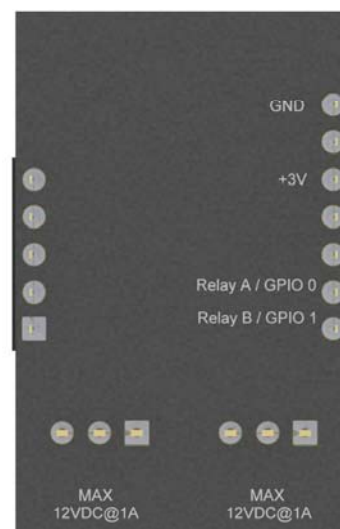 GND
+3V
Relay A / GPIO 0
Relay B / GPIO 1
MAX
12VDC@1A
MAX
12VDC@1A